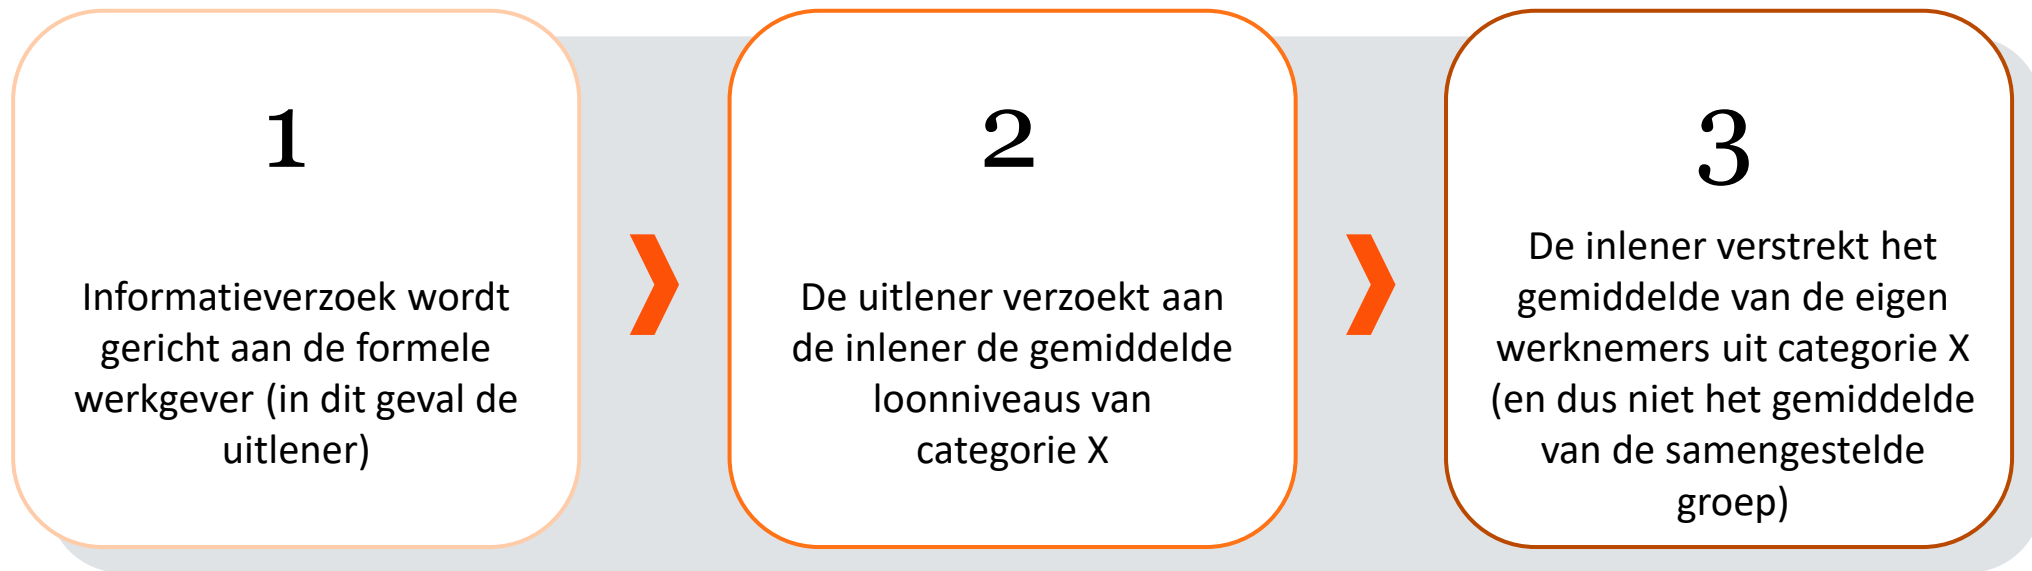 1
Informatieverzoek wordt
gericht aan de formele
werkgever (in dit geval de
uitlener)
2
De uitlener verzoekt aan
de inlener de gemiddelde
loonniveaus van
categorie X
3
De inlener verstrekt het
gemiddelde van de eigen
werknemers uit categorie X
(en dus niet het gemiddelde
van de samengestelde
groep)